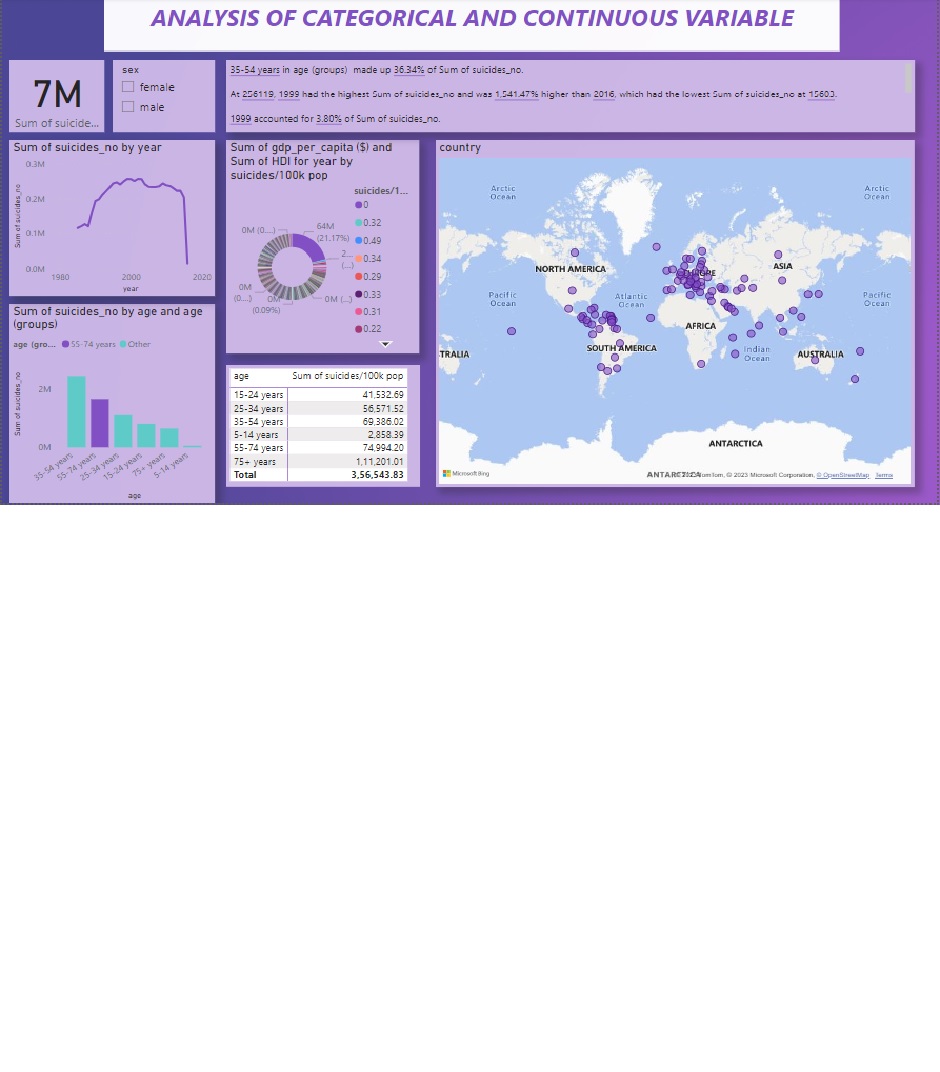 ANALYSIS OF CATEGORICAL AND CONTINUOUS VARIABLE
7M
Sum of suicide...
sex
female
male
35-54 years in age (groups) made up 36.34% of Sum of suicides_no.
At 256119, 1999 had the highest Sum of suicides_no and was 1,541.47% higher than 2016, which had the lowest Sum of suicides_no at 15603.
1999 accounted for 3.80% of Sum of suicides_no.
Sum of suicides_no by year
0.3M
0.2M
0.1M
0.0M
Sum of suicides_no
1980
2000
2020
year
Sum of gdp_per_capita ($) and
Sum of HDI for year by
suicides/100k pop
suicides/1...
0
0.32
0.49
0.34
0.29
0.33
0.31
0.22
0M (0....)
64M
(21.17%)
2...
(...)
0M
(0....)
0M
(0.09%)
0M (...)
country
Arctic
Ocean
Arctic
Ocean
NORTH AMERICA
EUROPE
ASIA
Pacific
Ocean
Atlantic
Ocean
Pacific
Ocean
AFRICA
SOUTH AMERICA
Indian
Ocean
TRALIA
AUSTRALIA
ANTARCTICA
Microsoft Bing
ANTARCTICA
TomTom, © 2023 Microsoft Corporation, © OpenStreetMap Terms
Sum of suicides_no by age and age
(groups)
age (gro... 55-74 years Other
2M
0M
Sum of suicides_no
35-54 years
55-74 years
25-34 years
15-24 years
75+ years
5-14 years
age
age Sum of suicides/100k pop
15-24 years 41,532.69
25-34 years 56,571.52
35-54 years 69,386.02
5-14 years 2,858.39
55-74 years 74,994.20
75+ years 1,11,201.01
Total 3,56,543.83